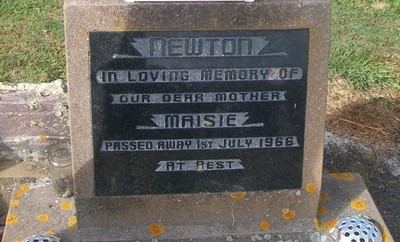 NEWTON
IN LOVING MEMORY OF
OUR DEAR MOTHER
MAISIE
PASSED AWAY 1ST JULY 1966
AT REST